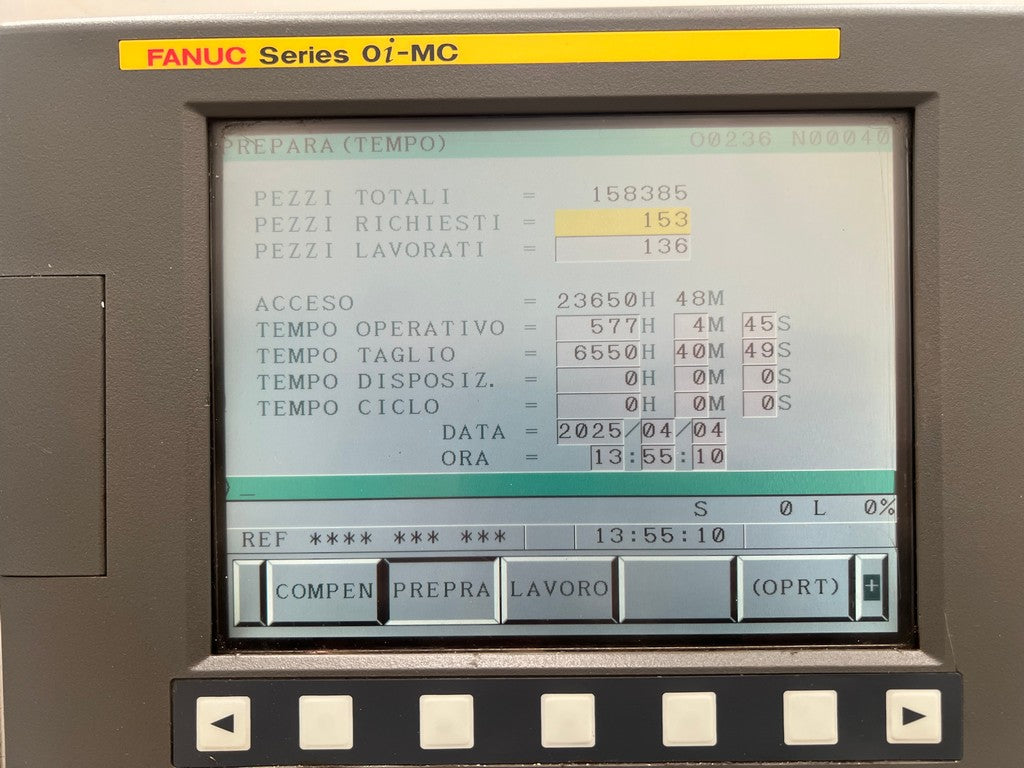 FANUC Series 0i-MC
PREPARA(TEMPO) O0236 N00040
PEZZI TOTALI = 158385
PEZZI RICHIESTI = 153
PEZZI LAVORATI = 136
ACCESO = 23650H 48M
TEMPO OPERATIVO = 577H 4M 45S
TEMPO TAGLIO = 6550H 40M 49S
TEMPO DISPOSIZ. = 0H 0M 0S
TEMPO CICLO = 0H 0M 0S
DATA = 2025/04/04
ORA = 13:55:10
>_
S 0 L 0%
REF **** *** *** 13:55:10
COMPEN PREPRA LAVORO (OPRT) +